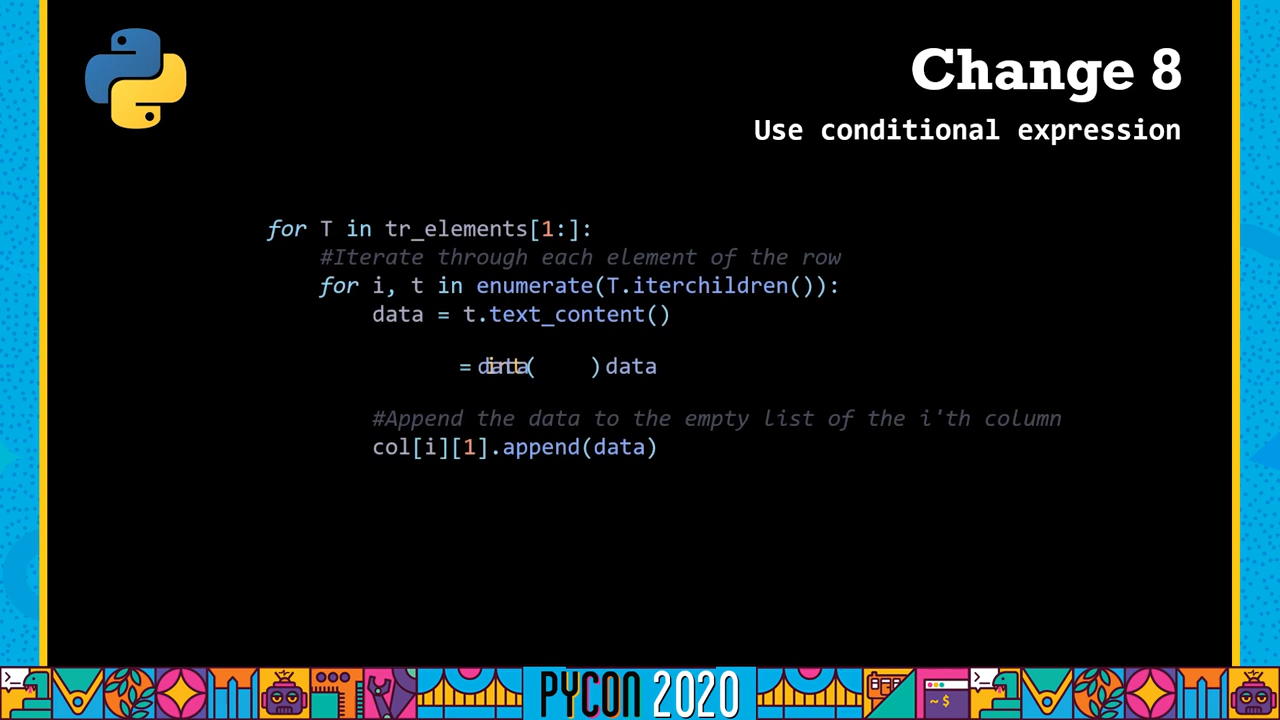 Change 8
Use conditional expression
for T in tr_elements[1:]:
#Iterate through each element of the row
for i, t in enumerate(T.iterchildren()):
data = t.text_content()
= ( ) data
#Append the data to the empty list of the i'th column
col[i][1].append(data)
PYCON 2020